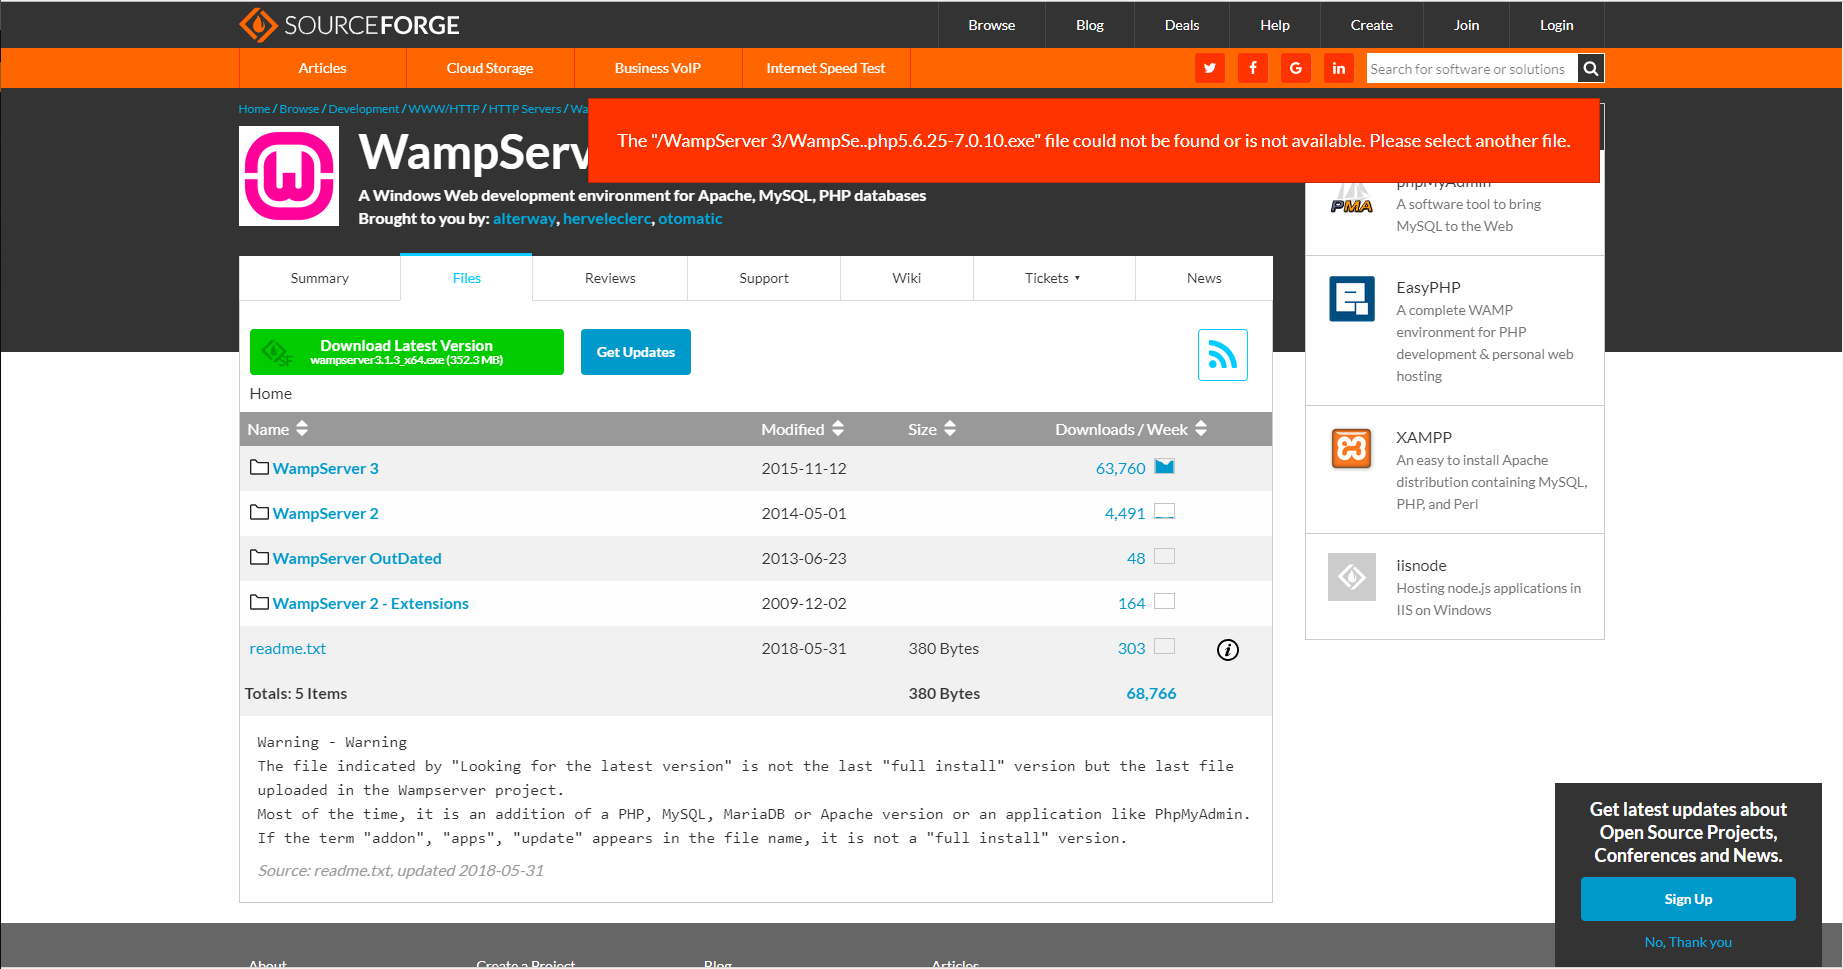 SOURCEFORGE
Browse
Blog
Deals
Help
Create
Join
Login
Articles
Cloud Storage
Business VoIP
Internet Speed Test
Search for software or solutions
Home / Browse / Development / WWW/HTTP / HTTP Servers / Wa
The "/WampServer 3/WampSe..php5.6.25-7.0.10.exe" file could not be found or is not available. Please select another file.
WampServ
A Windows Web development environment for Apache, MySQL, PHP databases
Brought to you by: alterway, herveleclerc, otomatic
Summary
Files
Reviews
Support
Wiki
Tickets
News
Download Latest Version
wampserver3.1.3_x64.exe (352.3 MB)
Get Updates
Home
Name Modified Size Downloads / Week
WampServer 3 2015-11-12 63,760
WampServer 2 2014-05-01 4,491
WampServer OutDated 2013-06-23 48
WampServer 2 - Extensions 2009-12-02 164
readme.txt 2018-05-31 380 Bytes 303
Totals: 5 Items 380 Bytes 68,766
Warning - Warning
The file indicated by "Looking for the latest version" is not the last "full install" version but the last file
uploaded in the Wampserver project.
Most of the time, it is an addition of a PHP, MySQL, MariaDB or Apache version or an application like PhpMyAdmin.
If the term "addon", "apps", "update" appears in the file name, it is not a "full install" version.
Source: readme.txt, updated 2018-05-31
phpMyAdmin
PMA
A software tool to bring
MySQL to the Web
EasyPHP
A complete WAMP
environment for PHP
development & personal web
hosting
XAMPP
An easy to install Apache
distribution containing MySQL,
PHP, and Perl
iisnode
Hosting node.js applications in
IIS on Windows
Get latest updates about
Open Source Projects,
Conferences and News.
Sign Up
No, Thank you
About
Create a Project
Blog
Articles